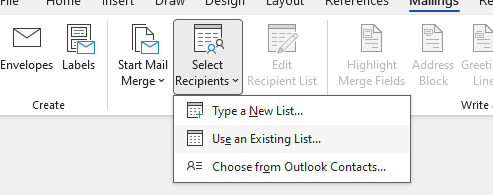 File Home Insert Draw Design Layout References Mailings
Envelopes Labels Start Mail Merge Select Recipients Edit Recipient List Highlight Merge Fields Address Block
Create
Type a New List...
Use an Existing List...
Choose from Outlook Contacts...